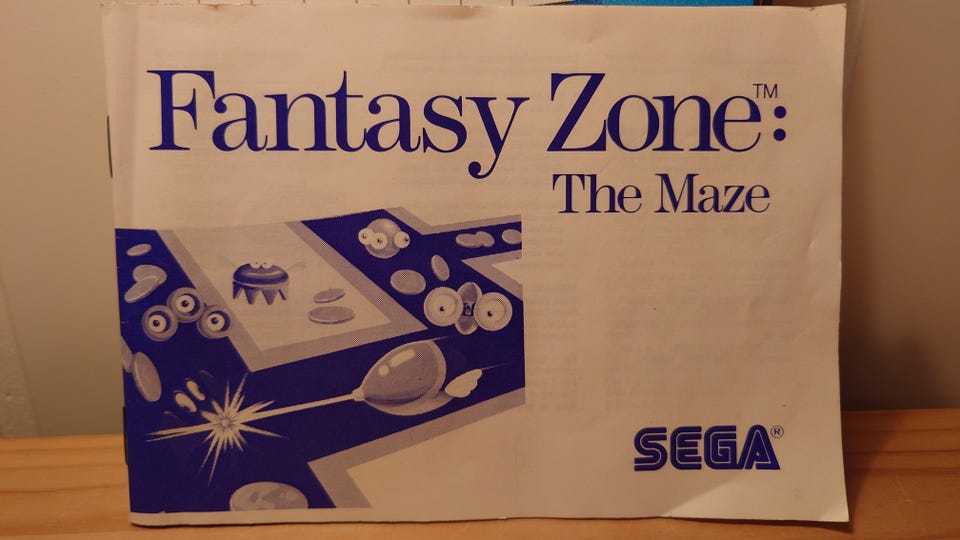 Fantasy Zone™:
The Maze
SEGA®